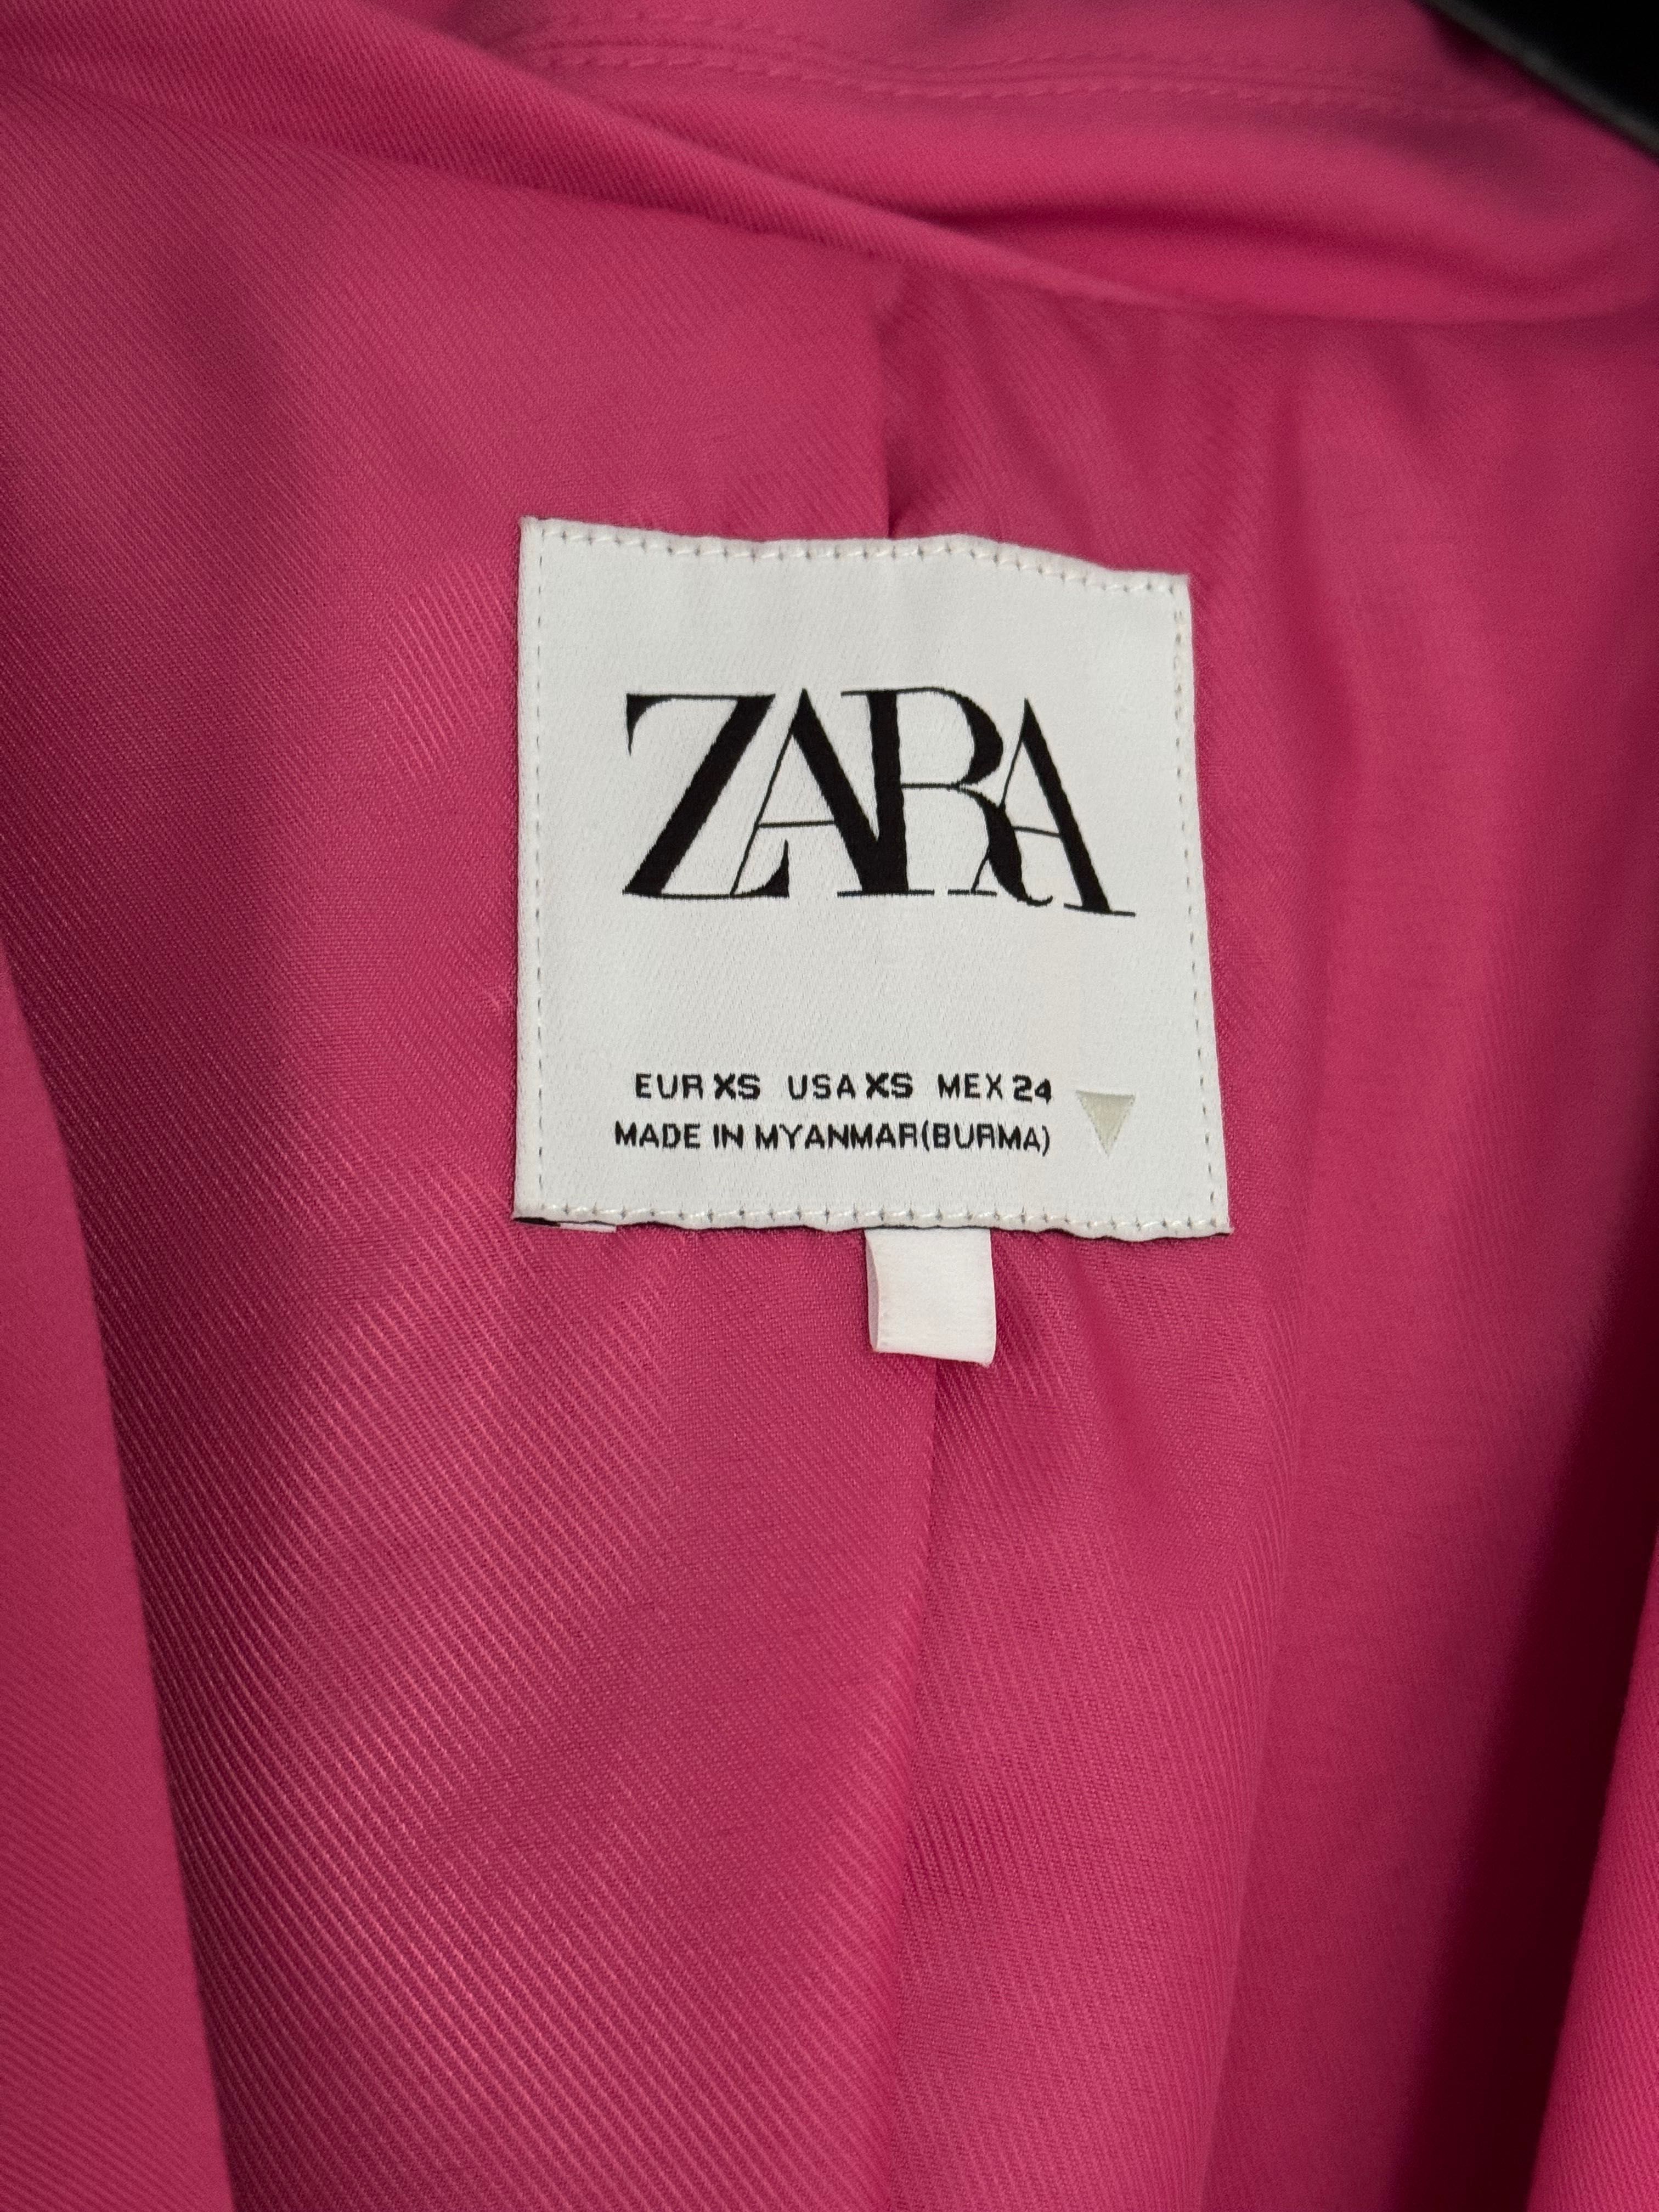 ZARA
EUR XS USA XS MEX 24
MADE IN MYANMAR(BURMA)